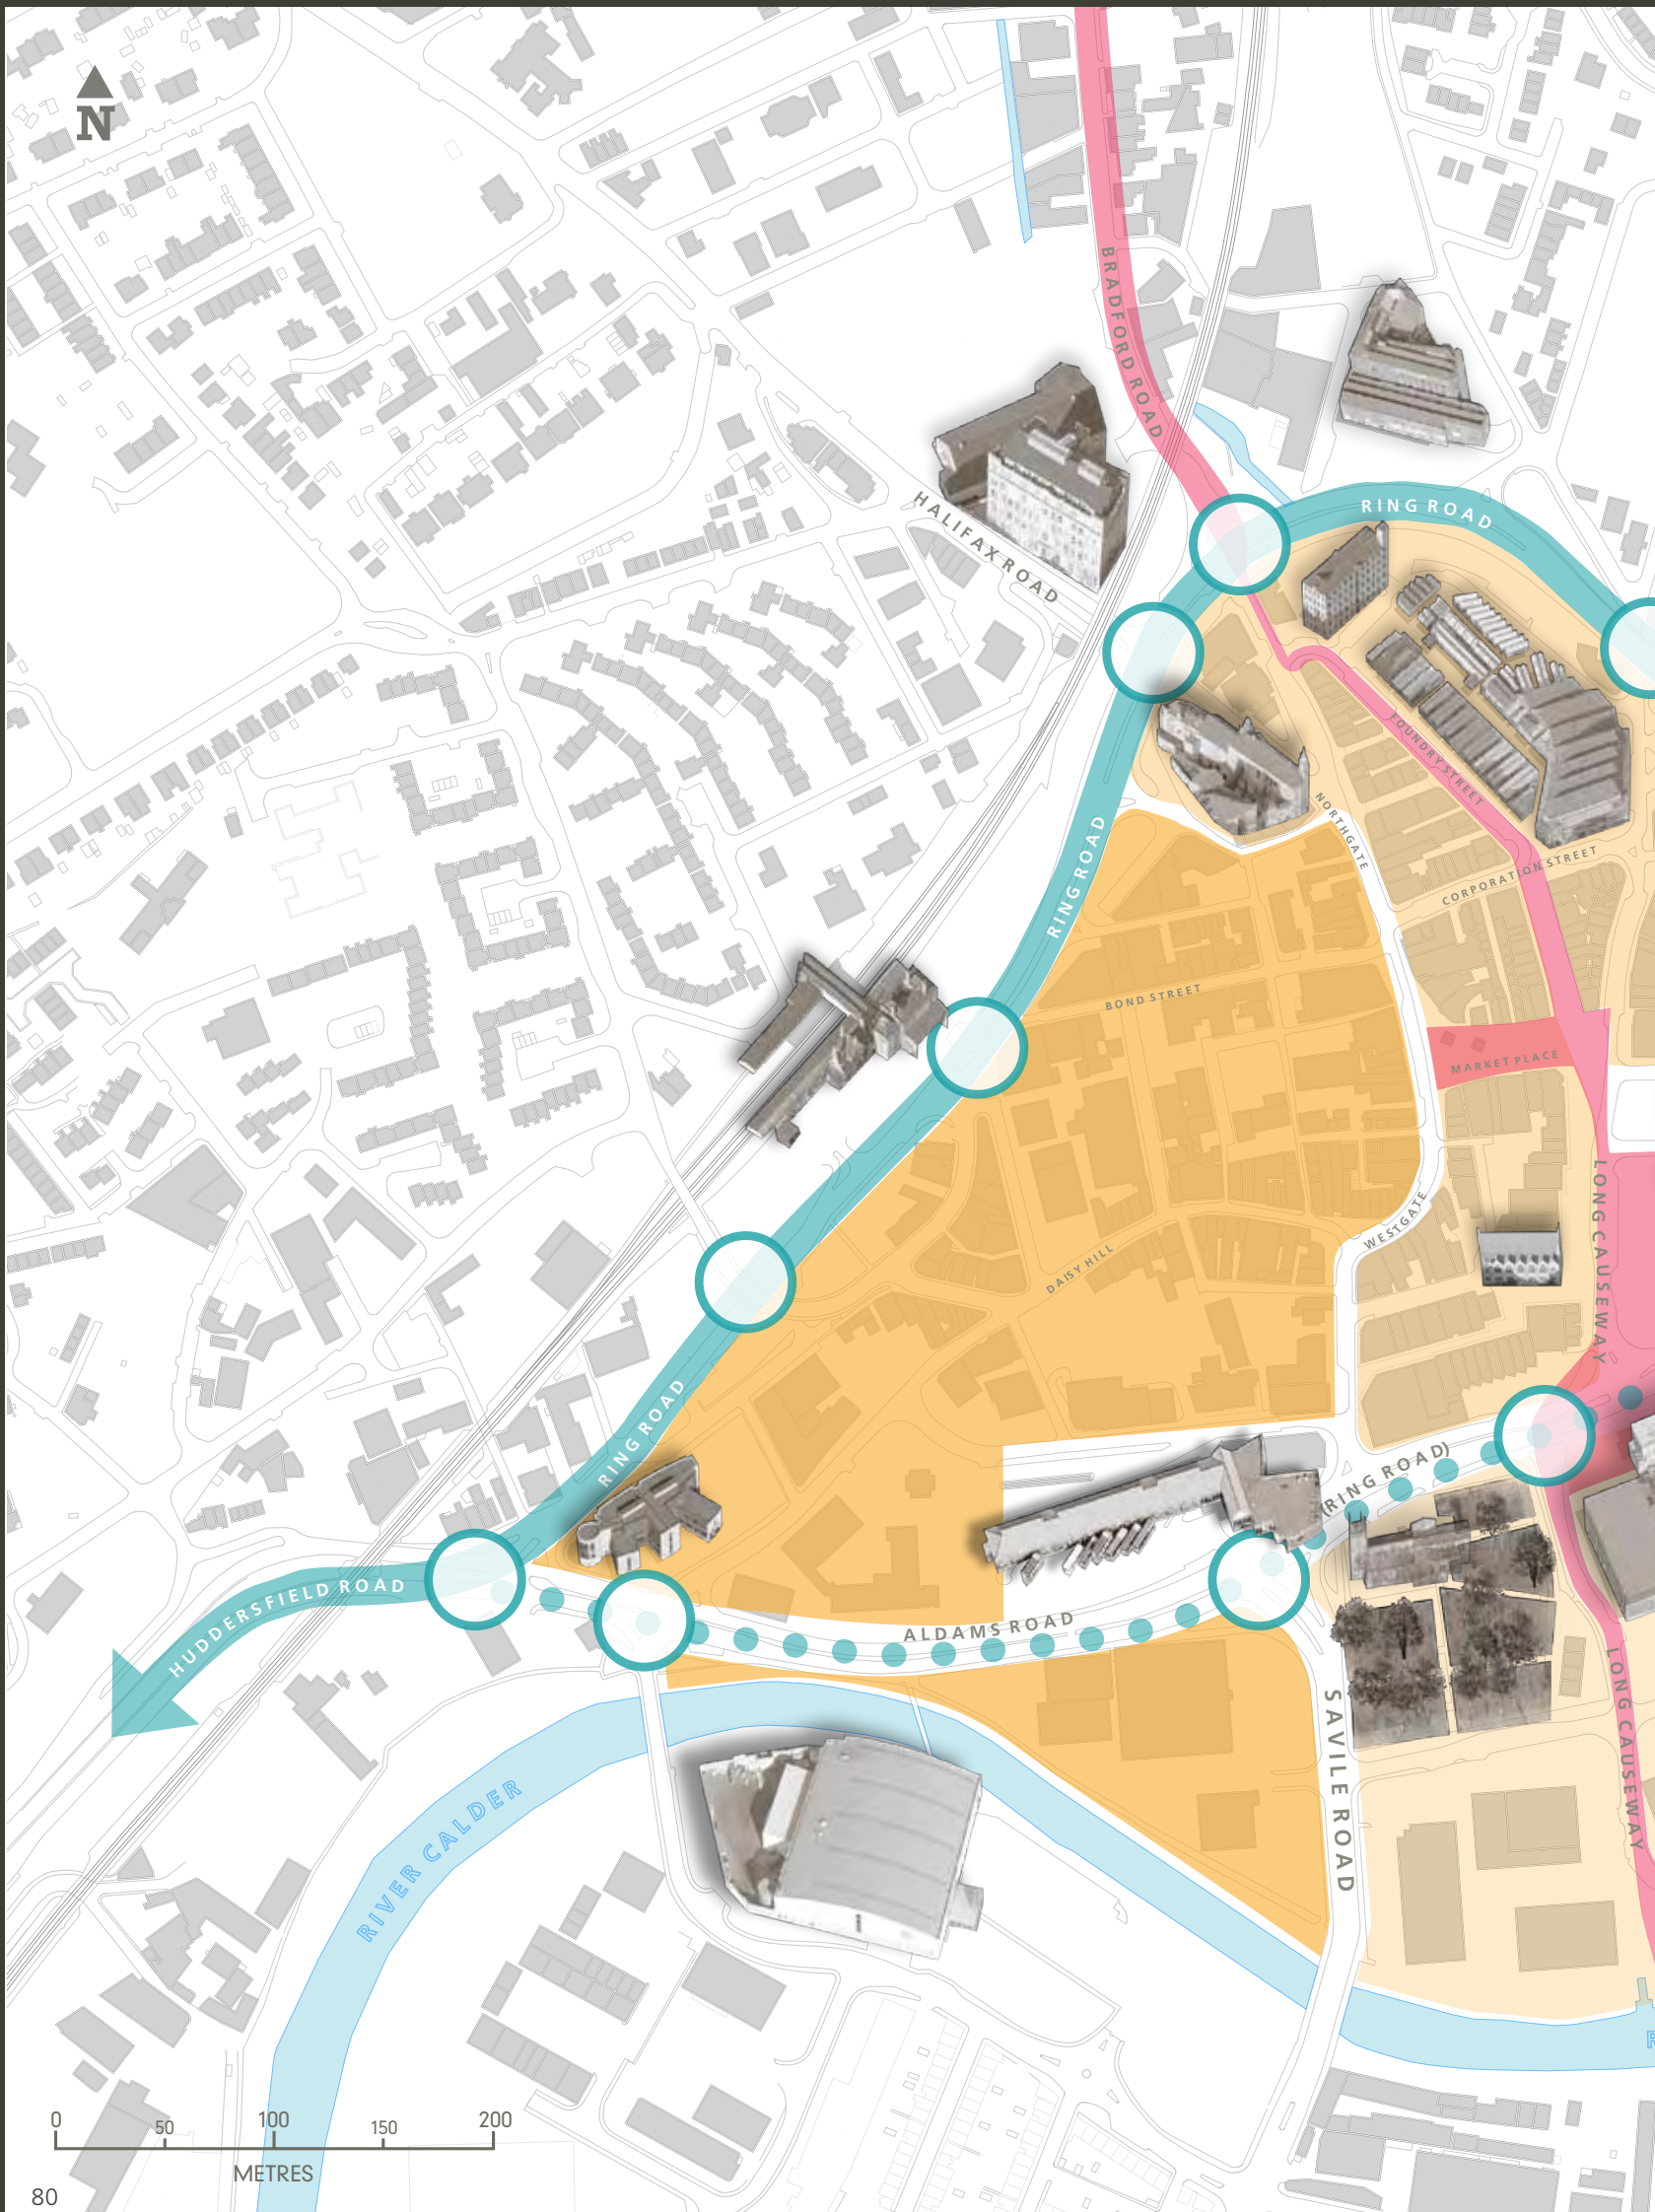 N
BRADFORD ROAD
RING ROAD
HALIFAX ROAD
FOUNDRY STREET
NORTHGATE
CORPORATION STREET
RING ROAD
BOND STREET
MARKET PLACE
LONG CAUSEWAY
WESTGATE
DAISY HILL
RING ROAD
(RING ROAD)
HUDDERSFIELD ROAD
ALDAMS ROAD
SAVILE ROAD
LONG CAUSEWAY
RIVER CALDER
R
0 50 100 150 200
METRES
80